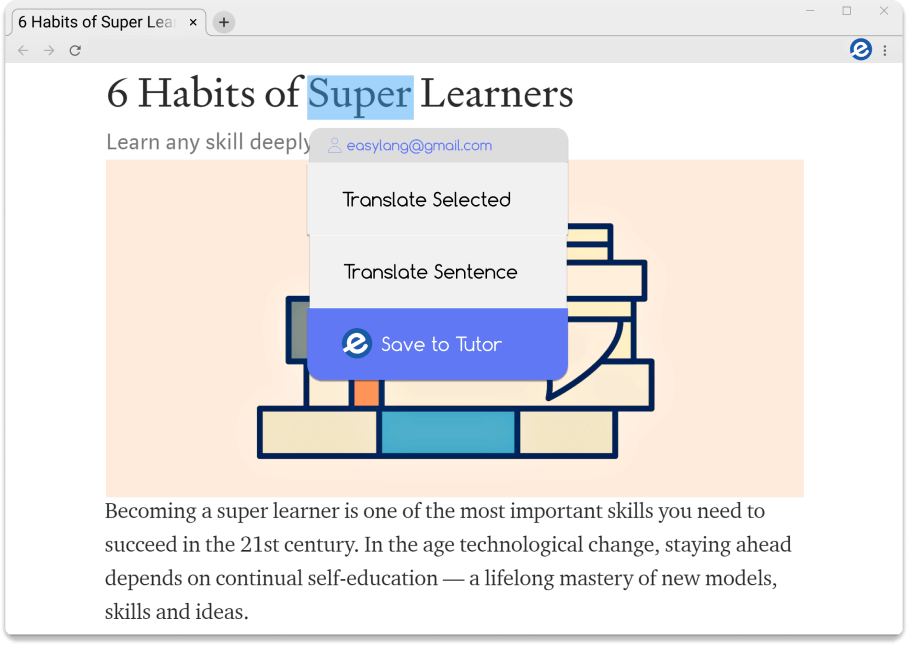 6 Habits of Super Lea
6 Habits of Super Learners
Learn any skill deeply
easylang@gmail.com
Translate Selected
Translate Sentence
Save to Tutor
Becoming a super learner is one of the most important skills you need to
succeed in the 21st century. In the age technological change, staying ahead
depends on continual self-education — a lifelong mastery of new models,
skills and ideas.